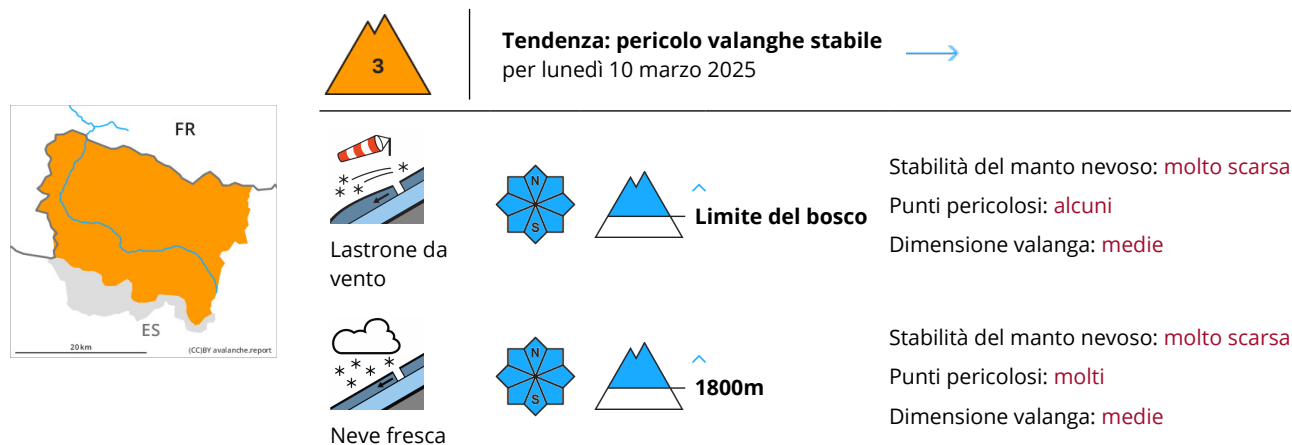 3
Tendenza: pericolo valanghe stabile
per lunedì 10 marzo 2025
FR
ES
20 km
(CC)BY avalanche.report
Lastrone da
vento
N
S
Limite del bosco
Stabilità del manto nevoso: molto scarsa
Punti pericolosi: alcuni
Dimensione valanga: medie
Neve fresca
N
S
1800m
Stabilità del manto nevoso: molto scarsa
Punti pericolosi: molti
Dimensione valanga: medie